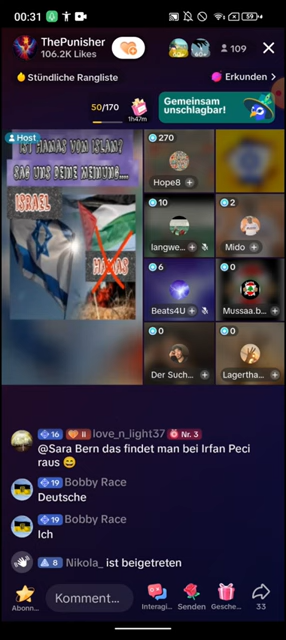 00:31
59
ThePunisher
106.2K Likes
109
Stündliche Rangliste
Erkunden >
50/170
1h47m
Gemeinsam
unschlagbar!
Host
IST HAMAS VON ISLAM?
SAG UNS DEINE MEINUNG...
ISRAEL
HAMAS
270
Hope8
10
langwe...
2
Mido
6
Beats4U
0
Mussaa.b...
0
Der Such...
0
Lagertha...
16 II love_n_light37 Nr. 3
@Sara Bern das findet man bei Irfan Peci
raus 😄
19 Bobby Race
Deutsche
19 Bobby Race
Ich
8 Nikola_ ist beigetreten
Kommentar...
Abonn...
Interagi...
Senden
Gesche...
33